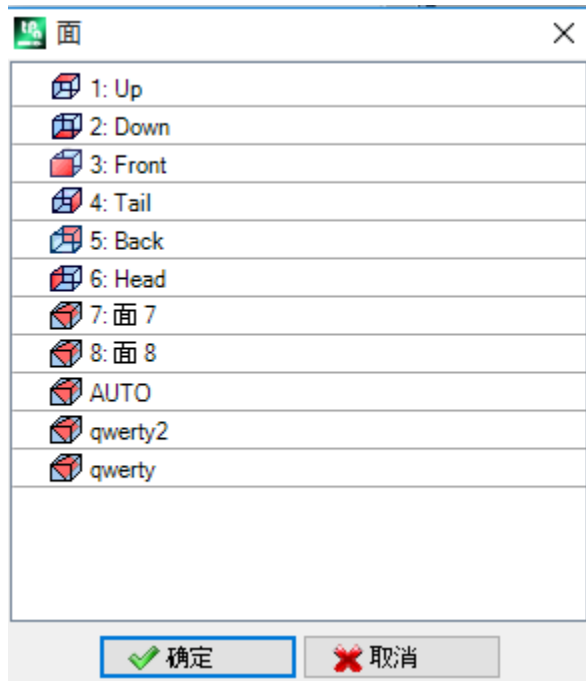 面
1: Up
2: Down
3: Front
4: Tail
5: Back
6: Head
7: 面 7
8: 面 8
AUTO
qwerty2
qwerty
确定
取消